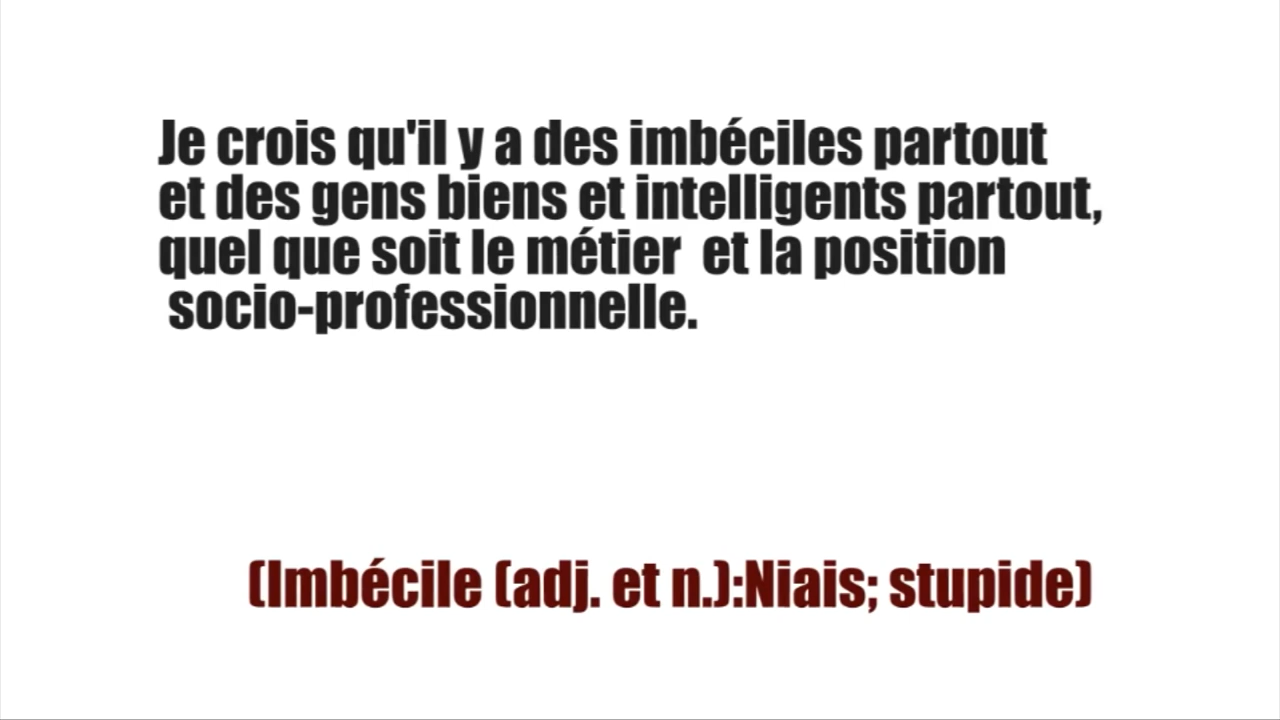 Je crois qu'il y a des imbéciles partout
et des gens biens et intelligents partout,
quel que soit le métier  et la position
socio-professionnelle.
(Imbécile (adj. et n.):Niais; stupide)